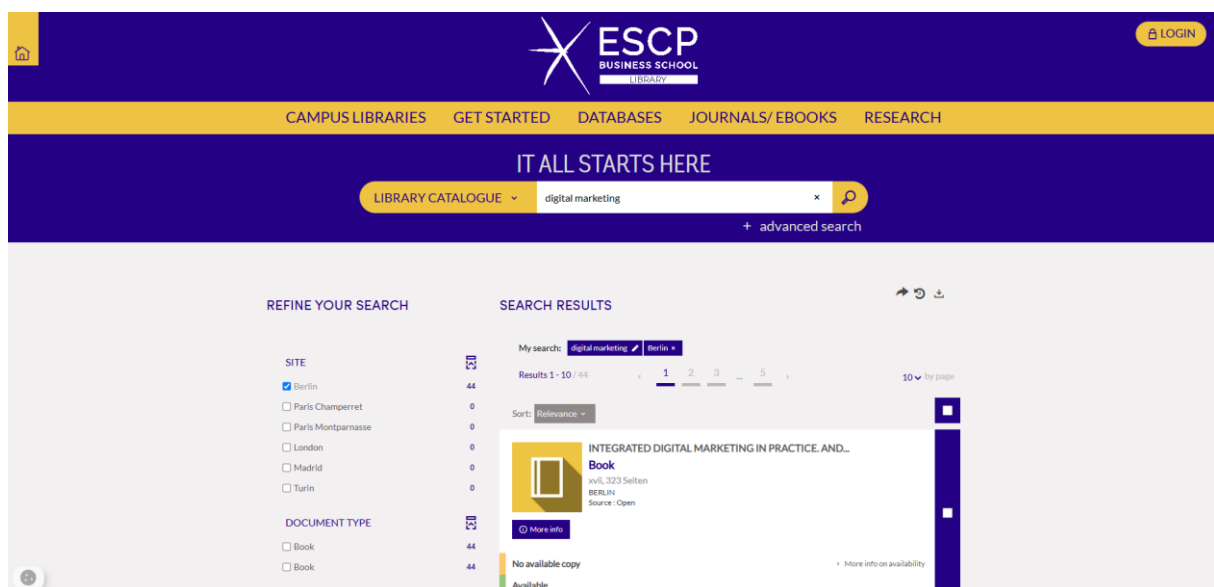 ESCP
BUSINESS SCHOOL
LIBRARY
LOGIN
CAMPUS LIBRARIES GET STARTED DATABASES JOURNALS/ EBOOKS RESEARCH
IT ALL STARTS HERE
LIBRARY CATALOGUE digital marketing ×
+ advanced search
REFINE YOUR SEARCH
SITE
Berlin 44
Paris Champerret 0
Paris Montparnasse 0
London 0
Madrid 0
Turin 0
DOCUMENT TYPE
Book 44
Book 44
SEARCH RESULTS
My search: digital marketing Berlin ×
Results 1 - 10 / 44 ‹ 1 2 3 ... 5 › 10 by page
Sort: Relevance
INTEGRATED DIGITAL MARKETING IN PRACTICE. AND...
Book
xvii, 323 Seiten
BERLIN
Source : Open
More info
No available copy › More info on availability
Available